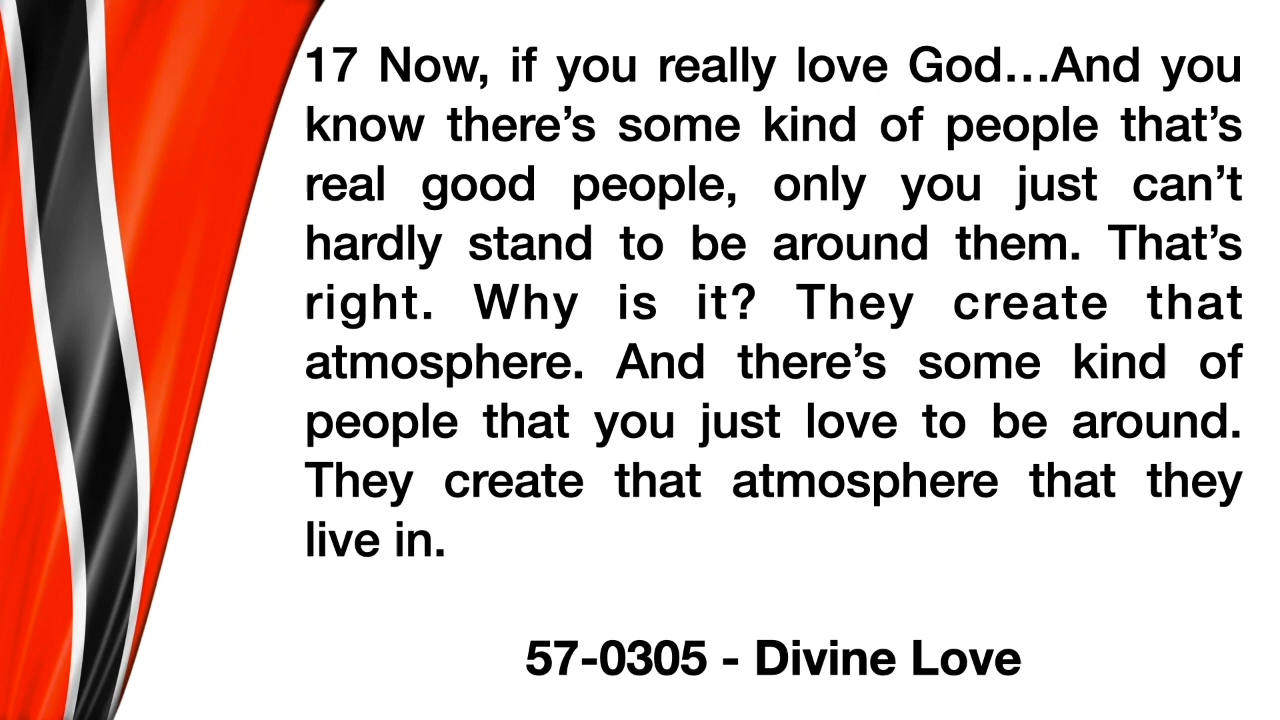 17 Now, if you really love God…And you
know there’s some kind of people that’s
real good people, only you just can’t
hardly stand to be around them. That’s
right. Why is it? They create that
atmosphere. And there’s some kind of
people that you just love to be around.
They create that atmosphere that they
live in.
57-0305 - Divine Love